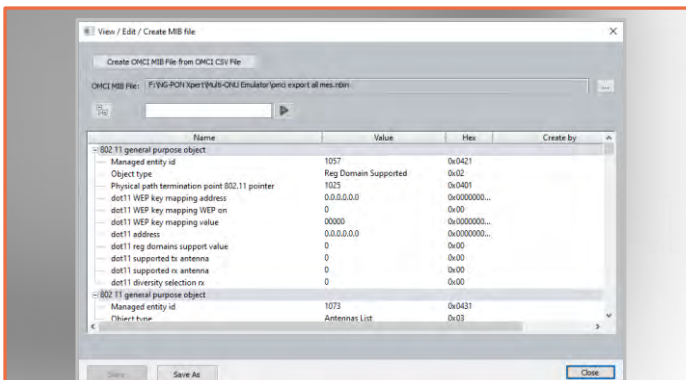 View / Edit / Create MIB file
Create OMCI MIB File from OMCI CSV File
OMCI MIB File: F:\NG-PON Xpert\Multi-ONU Emulator\omci export all mes.nbin ...
Name Value Hex Create by
802 11 general purpose object
Managed entity id 1057 0x0421
Object type Reg Domain Supported 0x02
Physical path termination point 802.11 pointer 1025 0x0401
dot11 WEP key mapping address 0.0.0.0.0.0 0x0000000...
dot11 WEP key mapping WEP on 0 0x00
dot11 WEP key mapping value 00000 0x0000000...
dot11 address 0.0.0.0.0.0 0x0000000...
dot11 reg domains support value 0 0x00
dot11 supported tx antenna 0 0x00
dot11 supported rx antenna 0 0x00
dot11 diversity selection rx 0 0x00
802 11 general purpose object
Managed entity id 1073 0x0431
Object type Antennas List 0x03
Save Save As Close